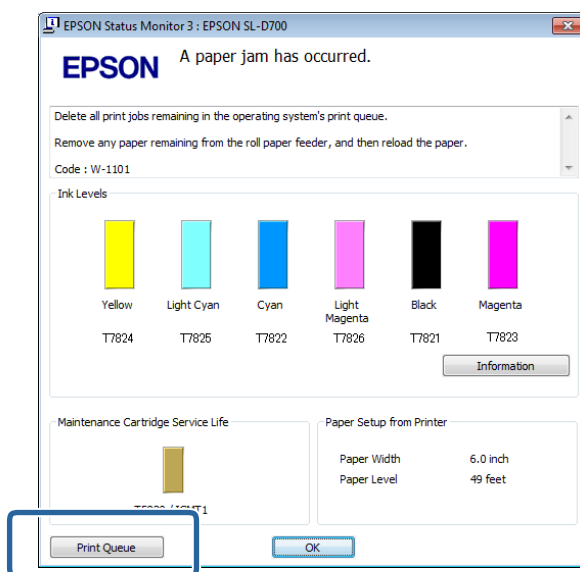 EPSON Status Monitor 3 : EPSON SL-D700
EPSON
A paper jam has occurred.
Delete all print jobs remaining in the operating system's print queue.
Remove any paper remaining from the roll paper feeder, and then reload the paper.
Code : W-1101
Ink Levels
Yellow Light Cyan Cyan Light Magenta Black Magenta
T7824 T7825 T7822 T7826 T7821 T7823
Information
Maintenance Cartridge Service Life
Paper Setup from Printer
Paper Width 6.0 inch
Paper Level 49 feet
Print Queue
OK